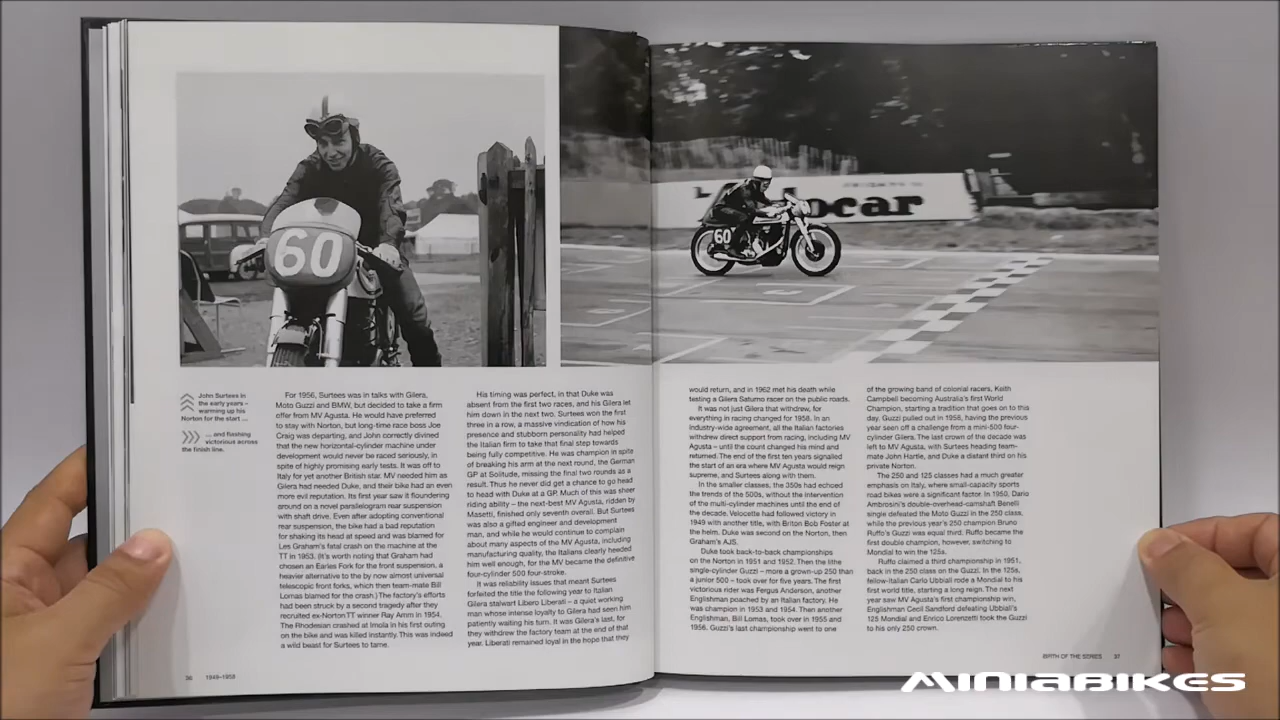 60
60
ocar
John Surtees in
the early years –
warming up his
Norton for the start ...
... and flashing
victorious across
the finish line.
For 1956, Surtees was in talks with Gilera,
Moto Guzzi and BMW, but decided to take a firm
offer from MV Agusta. He would have preferred
to stay with Norton, but long-time race boss Joe
Craig was departing, and John correctly divined
that the new horizontal-cylinder machine under
development would never be raced seriously, in
spite of highly promising early tests. It was off to
Italy for yet another British star. MV needed him as
Gilera had needed Duke, and their bike had an even
more evil reputation. Its first year saw it floundering
around on a novel parallelogram rear suspension
with shaft drive. Even after adopting conventional
rear suspension, the bike had a bad reputation
for shaking its head at speed and was blamed for
Les Graham's fatal crash on the machine at the
TT in 1953. (It's worth noting that Graham had
chosen an Earles Fork for the front suspension, a
heavier alternative to the by now almost universal
telescopic front forks, which then team-mate Bill
Lomas blamed for the crash.) The factory's efforts
had been struck by a second tragedy after they
recruited ex-Norton TT winner Ray Amm in 1954.
The Rhodesian crashed at Imola in his first outing
on the bike and was killed instantly. This was indeed
a wild beast for Surtees to tame.
His timing was perfect, in that Duke was
absent from the first two races, and his Gilera let
him down in the next two. Surtees won the first
three in a row, a massive vindication of how his
presence and stubborn personality had helped
the Italian firm to take that final step towards
being fully competitive. He was champion in spite
of breaking his arm at the next round, the German
GP at Solitude, missing the final two rounds as a
result. Thus he never did get a chance to go head
to head with Duke at a GP. Much of this was sheer
riding ability – the next-best MV Agusta, ridden by
Masetti, finished only seventh overall. But Surtees
was also a gifted engineer and development
man, and while he would continue to complain
about many aspects of the MV Agusta, including
manufacturing quality, the Italians clearly heeded
him well enough, for the MV became the definitive
four-cylinder 500 four-stroke.
It was reliability issues that meant Surtees
forfeited the title the following year to Italian
Gilera stalwart Libero Liberati – a quiet working
man whose intense loyalty to Gilera had seen him
patiently waiting his turn. It was Gilera's last, for
they withdrew the factory team at the end of that
year. Liberati remained loyal in the hope that they
would return, and in 1962 met his death while
testing a Gilera Saturno racer on the public roads.
It was not just Gilera that withdrew, for
everything in racing changed for 1958. In an
industry-wide agreement, all the Italian factories
withdrew direct support from racing, including MV
Agusta – until the count changed his mind and
returned. The end of the first ten years signalled
the start of an era where MV Agusta would reign
supreme, and Surtees along with them.
In the smaller classes, the 350s had echoed
the trends of the 500s, without the intervention
of the multi-cylinder machines until the end of
the decade. Velocette had followed victory in
1949 with another title, with Briton Bob Foster at
the helm. Duke was second on the Norton, then
Graham's AJS.
Duke took back-to-back championships
on the Norton in 1951 and 1952. Then the lithe
single-cylinder Guzzi – more a grown-up 250 than
a junior 500 – took over for five years. The first
victorious rider was Fergus Anderson, another
Englishman poached by an Italian factory. He
was champion in 1953 and 1954. Then another
Englishman, Bill Lomas, took over in 1955 and
1956. Guzzi's last championship went to one
of the growing band of colonial racers, Keith
Campbell becoming Australia's first World
Champion, starting a tradition that goes on to this
day. Guzzi pulled out in 1958, having the previous
year seen off a challenge from a mini-500 four-
cylinder Gilera. The last crown of the decade was
left to MV Agusta, with Surtees heading team-
mate John Hartle, and Duke a distant third on his
private Norton.
The 250 and 125 classes had a much greater
emphasis on Italy, where small-capacity sports
road bikes were a significant factor. In 1950, Dario
Ambrosini's double-overhead-camshaft Benelli
single defeated the Moto Guzzi in the 250 class,
while the previous year's 250 champion Bruno
Ruffo's Guzzi was equal third. Ruffo became the
first double champion, however, switching to
Mondial to win the 125s.
Ruffo claimed a third championship in 1951,
back in the 250 class on the Guzzi. In the 125s,
fellow-Italian Carlo Ubbiali rode a Mondial to his
first world title, starting a long reign. The next
year saw MV Agusta's first championship win,
Englishman Cecil Sandford defeating Ubbiali's
125 Mondial and Enrico Lorenzetti took the Guzzi
to his only 250 crown.
36 1949–1958
BIRTH OF THE SERIES 37
MINIABIKES